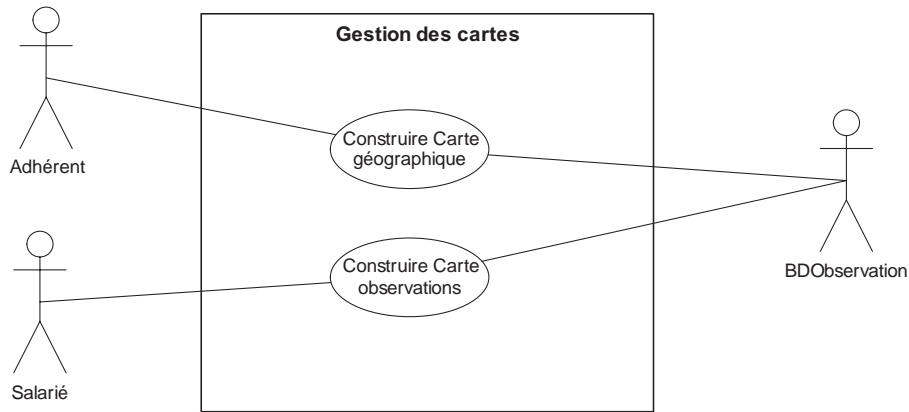 Gestion des cartes
Adhérent
Construire Carte
géographique
Construire Carte
observations
BDObservation
Salarié